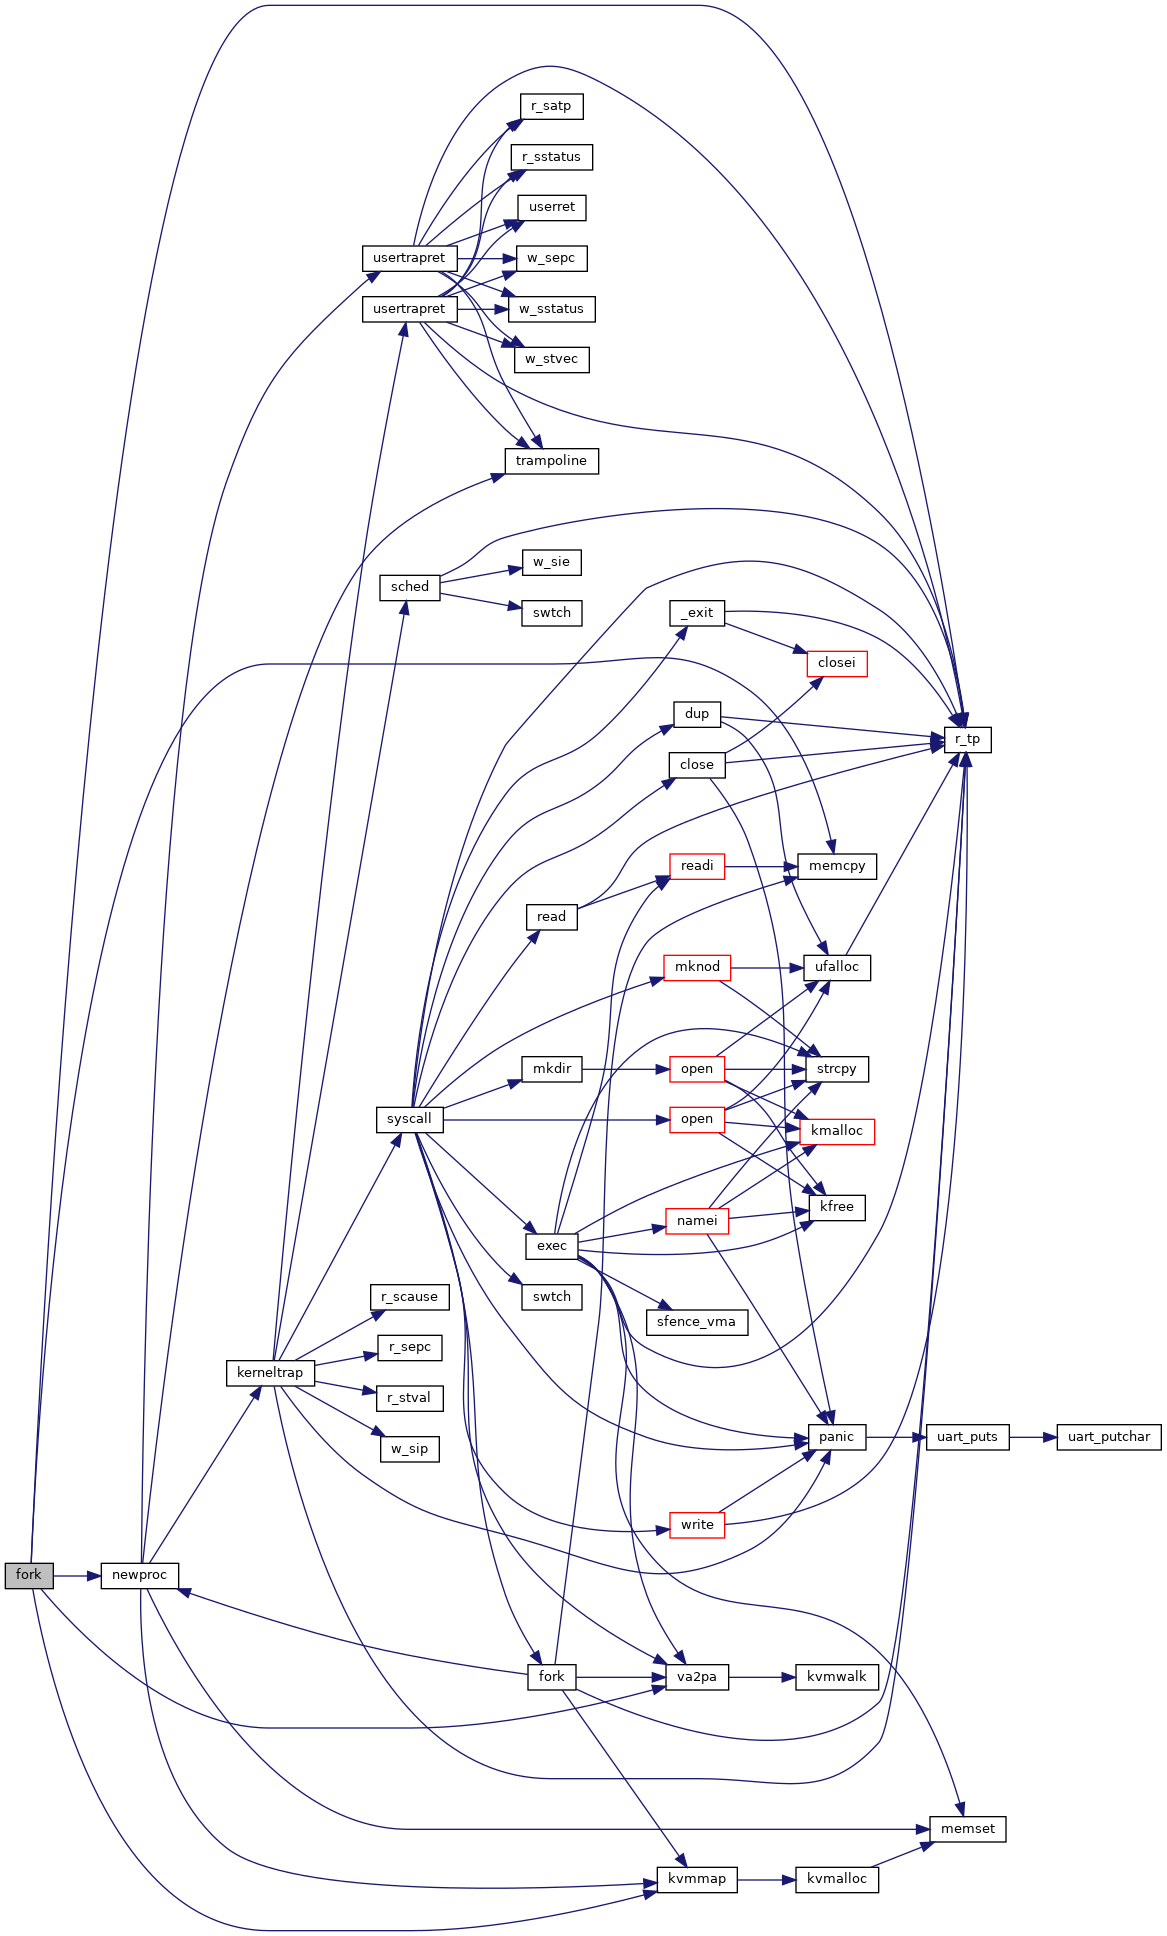 r_satp
r_sstatus
userret
usertrapret
w_sepc
usertrapret
w_sstatus
w_stvec
trampoline
w_sie
sched
swtch
_exit
closei
dup
r_tp
close
readi
memcpy
read
mknod
ufalloc
mkdir
open
strcpy
syscall
open
kmalloc
kfree
namei
exec
r_scause
swtch
sfence_vma
r_sepc
kerneltrap
r_stval
panic
uart_puts
uart_putchar
w_sip
write
fork
newproc
fork
va2pa
kvmwalk
memset
kvmmap
kvmalloc